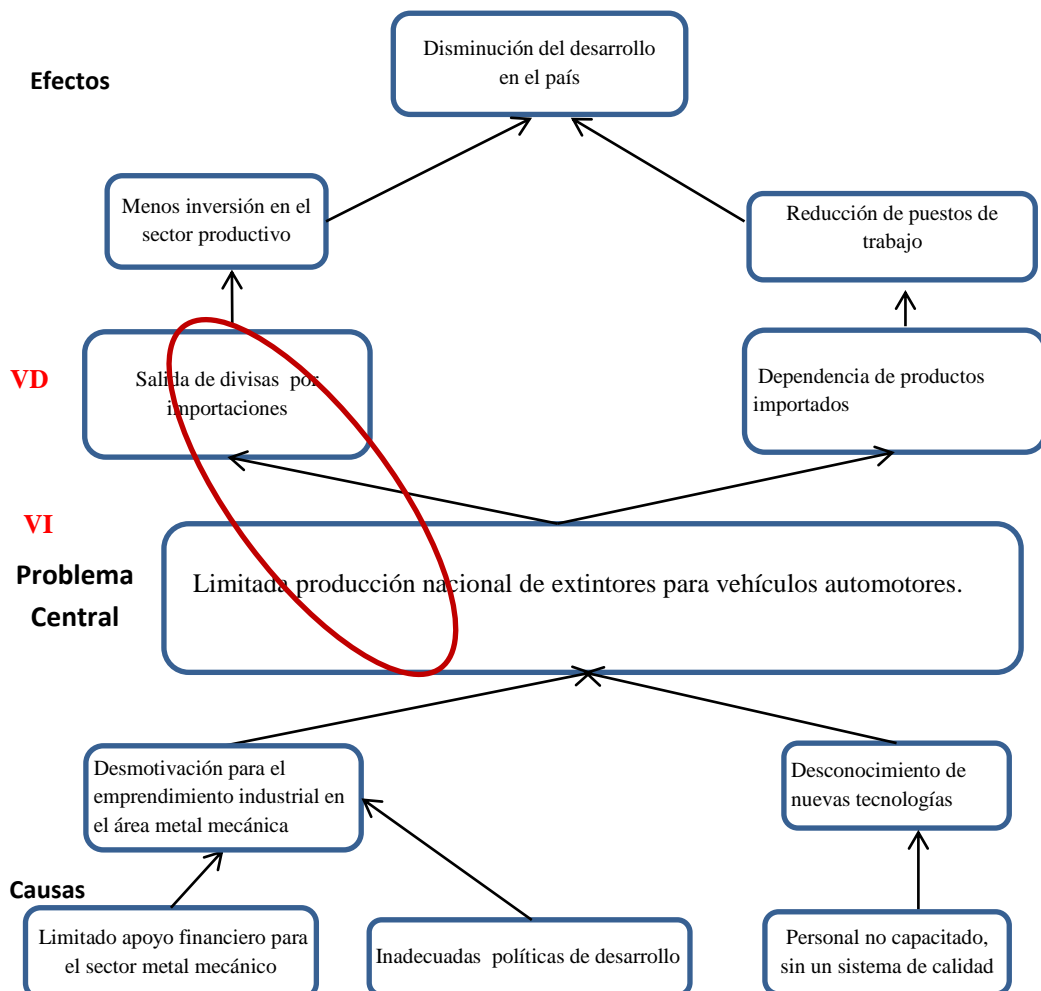 Disminución del desarrollo
en el país
Efectos
Menos inversión en el
sector productivo
Reducción de puestos de
trabajo
VD
Salida de divisas por
importaciones
Dependencia de productos
importados
VI
Problema
Central
Limitada producción nacional de extintores para vehículos automotores.
Desmotivación para el
emprendimiento industrial en
el área metal mecánica
Desconocimiento de
nuevas tecnologías
Causas
Limitado apoyo financiero para
el sector metal mecánico
Inadecuadas políticas de desarrollo
Personal no capacitado,
sin un sistema de calidad